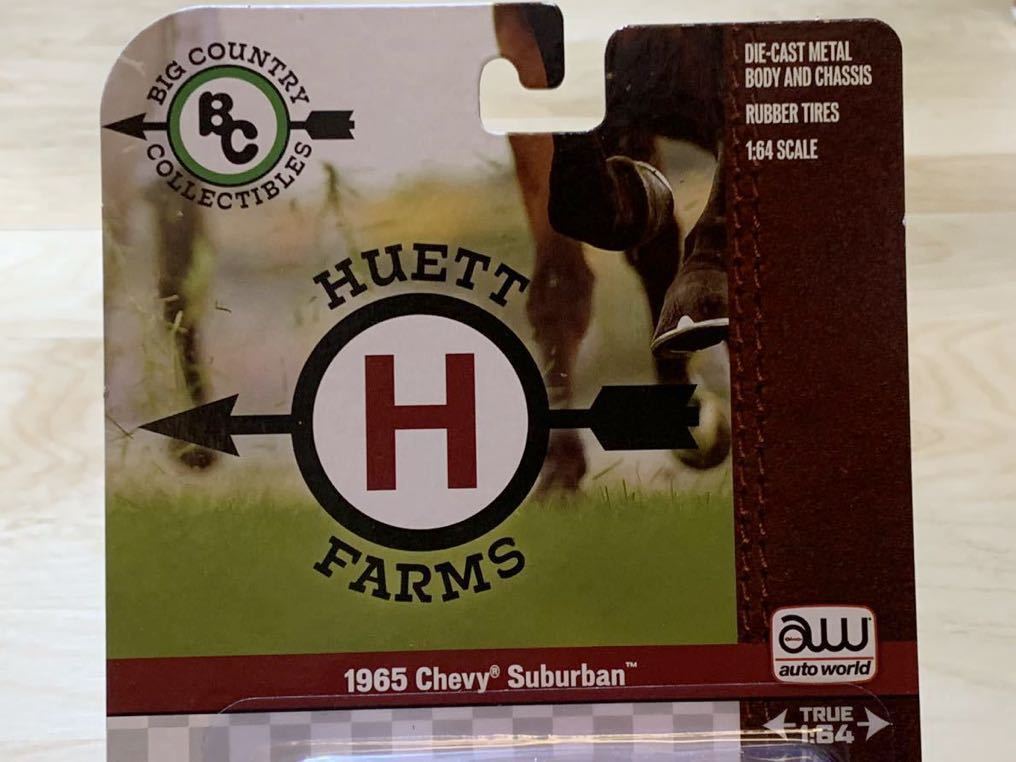 BIG COUNTRY
BC
COLLECTIBLES
DIE-CAST METAL
BODY AND CHASSIS
RUBBER TIRES
1:64 SCALE
HUETT
H
FARMS
1965 Chevy® Suburban™
aw
auto world
TRUE
1:64